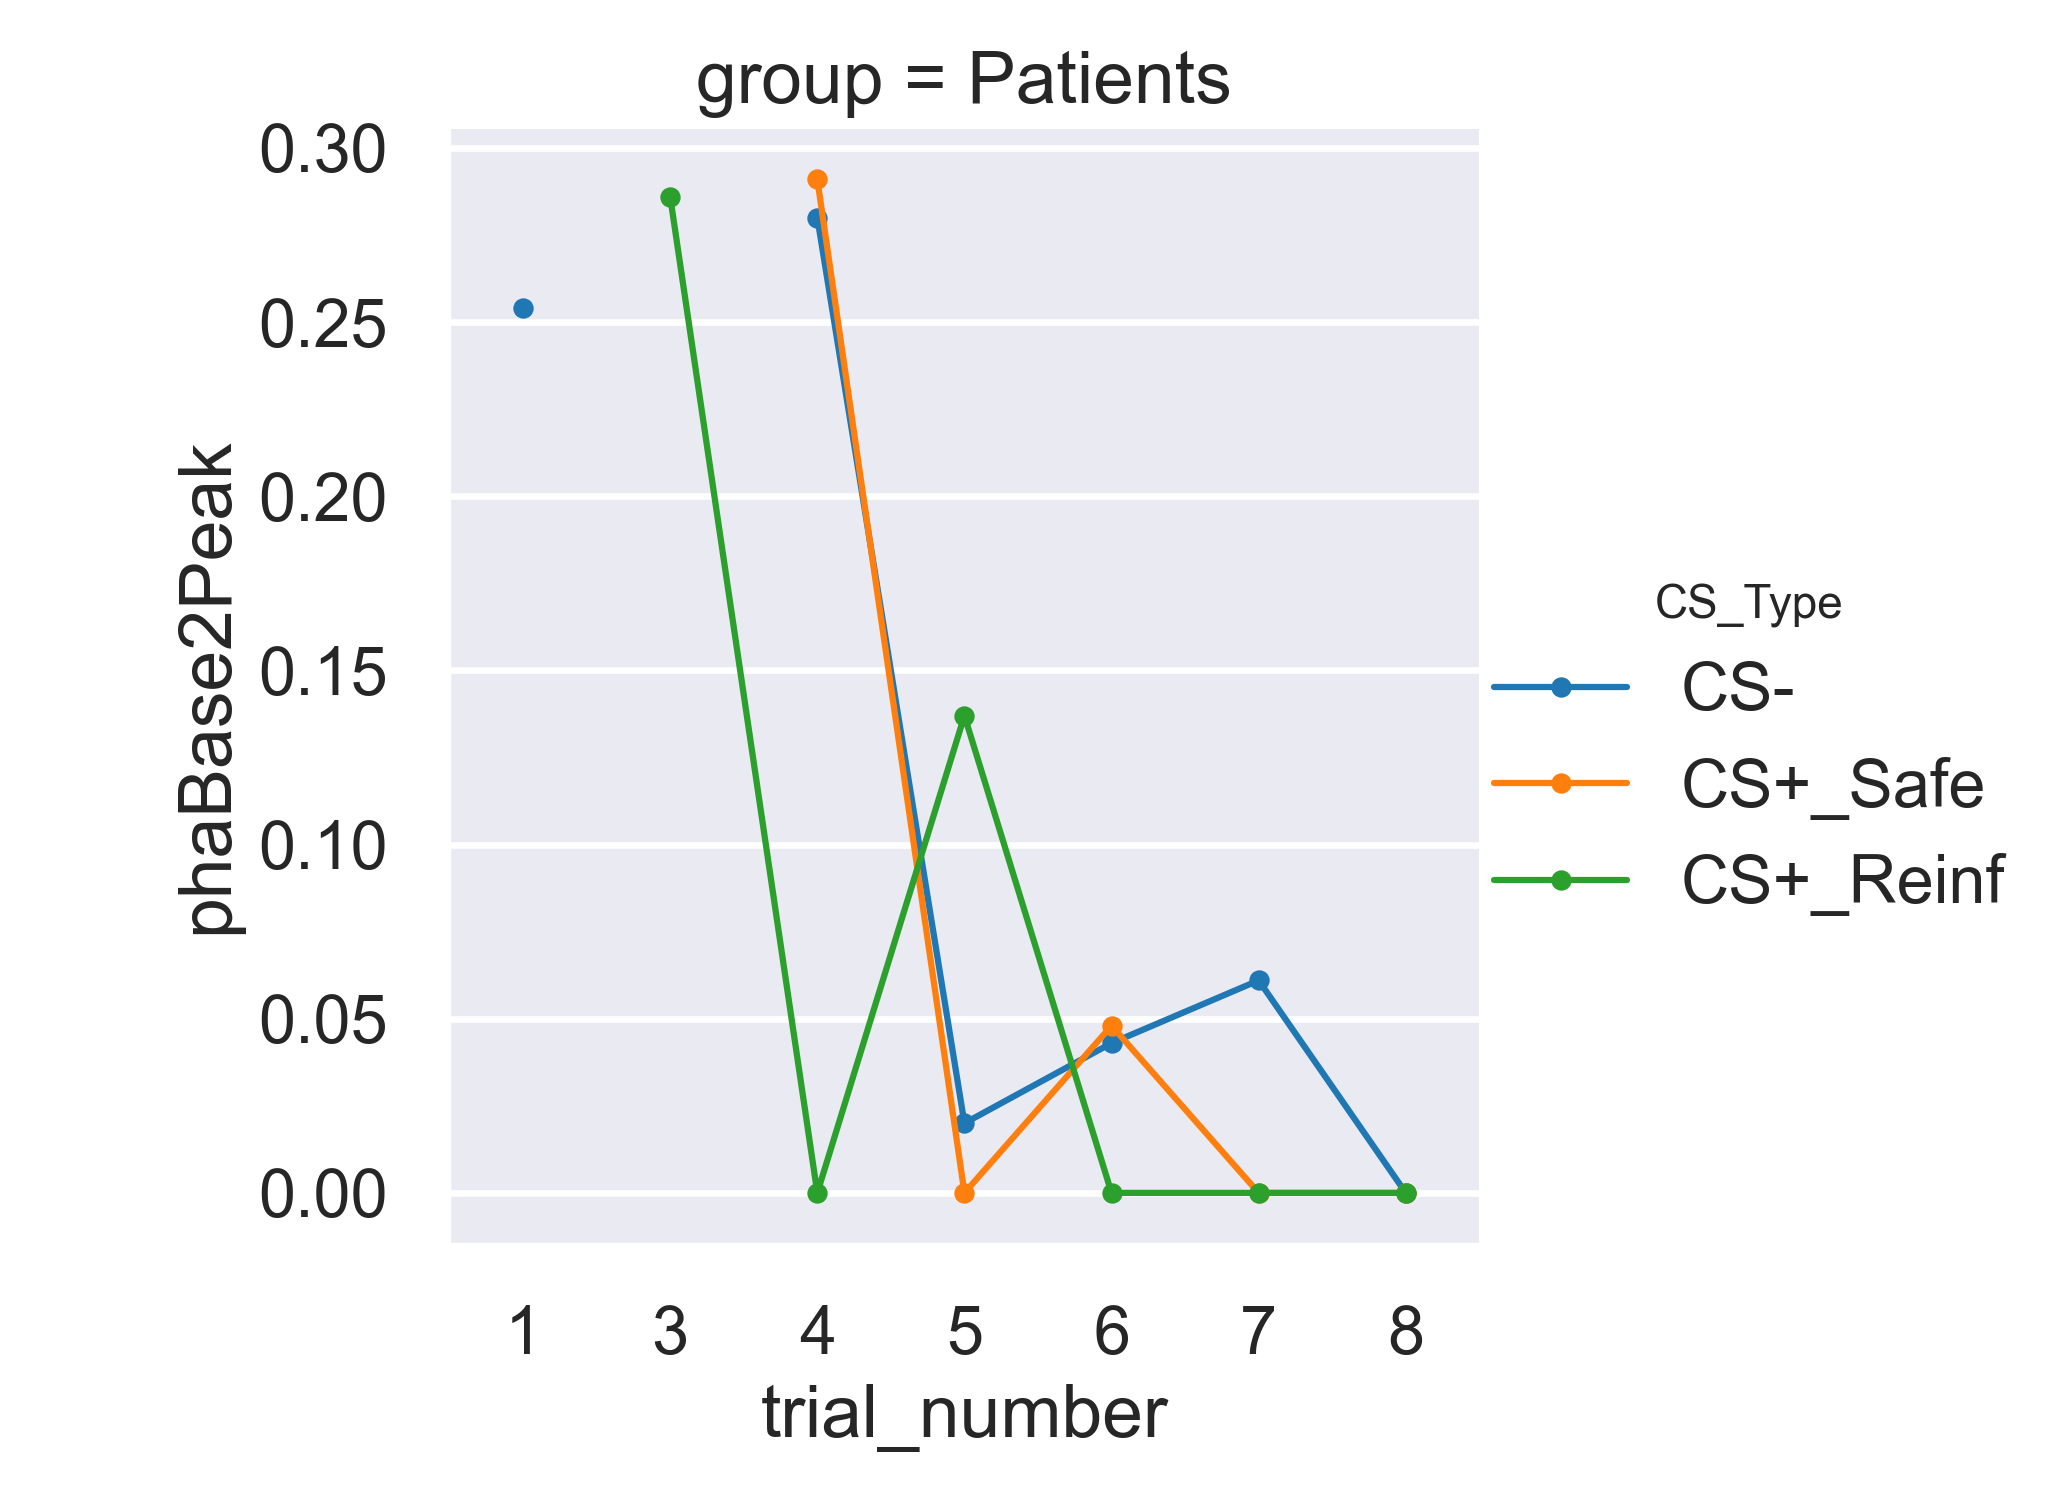 group = Patients
0.30
0.25
0.20
0.15
0.10
0.05
0.00
phaBase2Peak
1 3 4 5 6 7 8
trial_number
CS_Type
CS-
CS+_Safe
CS+_Reinf